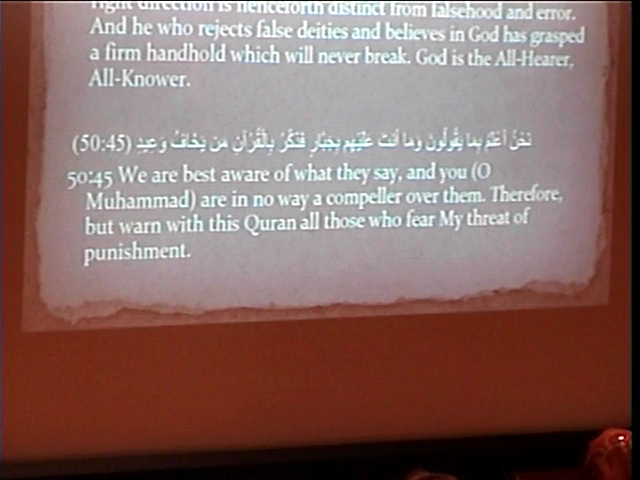 right direction is henceforth distinct from falsehood and error.
And he who rejects false deities and believes in God has grasped
a firm handhold which will never break. God is the All-Hearer,
All-Knower.
نَحْنُ أَعْلَمُ بِمَا يَقُولُونَ وَمَا أَنتَ عَلَيْهِم بِجَبَّارٍ فَذَكِّرْ بِالْقُرْآنِ مَن يَخَافُ وَعِيدِ (50:45)
50:45 We are best aware of what they say, and you (O
Muhammad) are in no way a compeller over them. Therefore,
but warn with this Quran all those who fear My threat of
punishment.